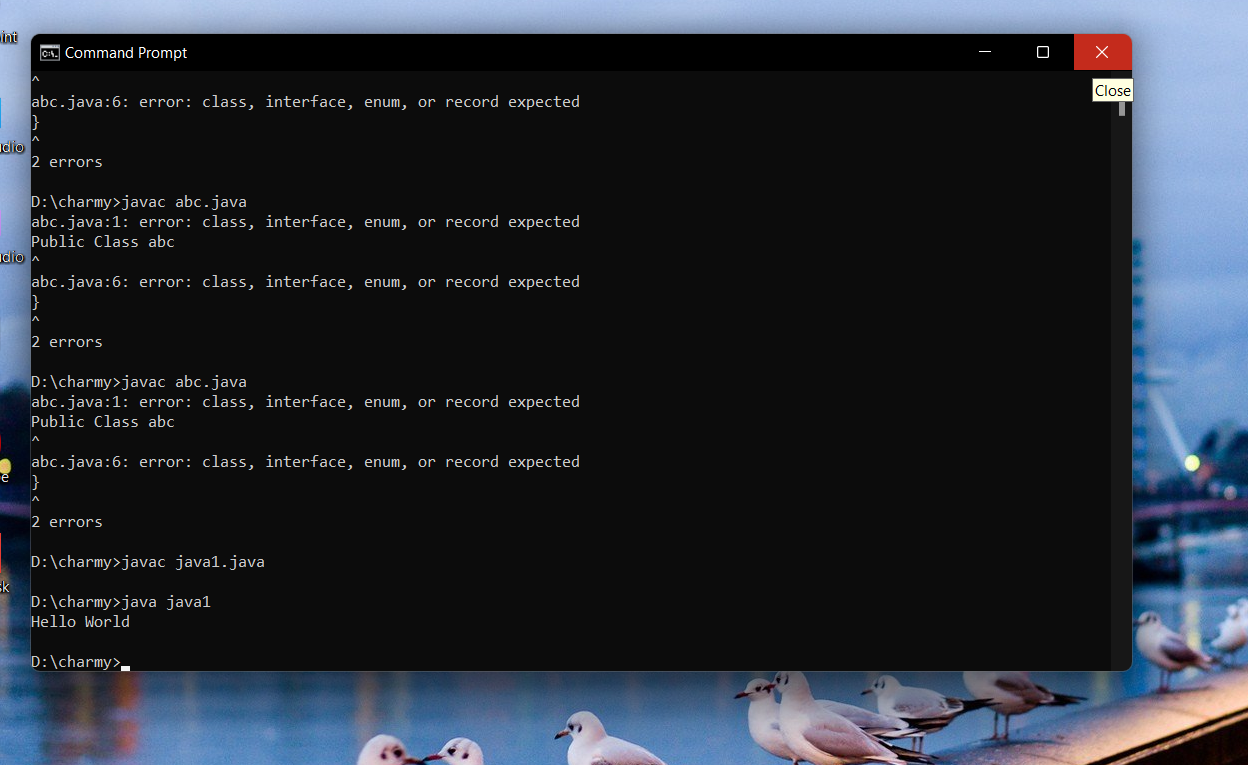 int
Command Prompt
Close
^
abc.java:6: error: class, interface, enum, or record expected
}
^
2 errors
D:\charmy>javac abc.java
abc.java:1: error: class, interface, enum, or record expected
Public Class abc
^
abc.java:6: error: class, interface, enum, or record expected
}
^
2 errors
D:\charmy>javac abc.java
abc.java:1: error: class, interface, enum, or record expected
Public Class abc
^
abc.java:6: error: class, interface, enum, or record expected
}
^
2 errors
D:\charmy>javac java1.java
D:\charmy>java java1
Hello World
D:\charmy>
udio
udio
e
sk